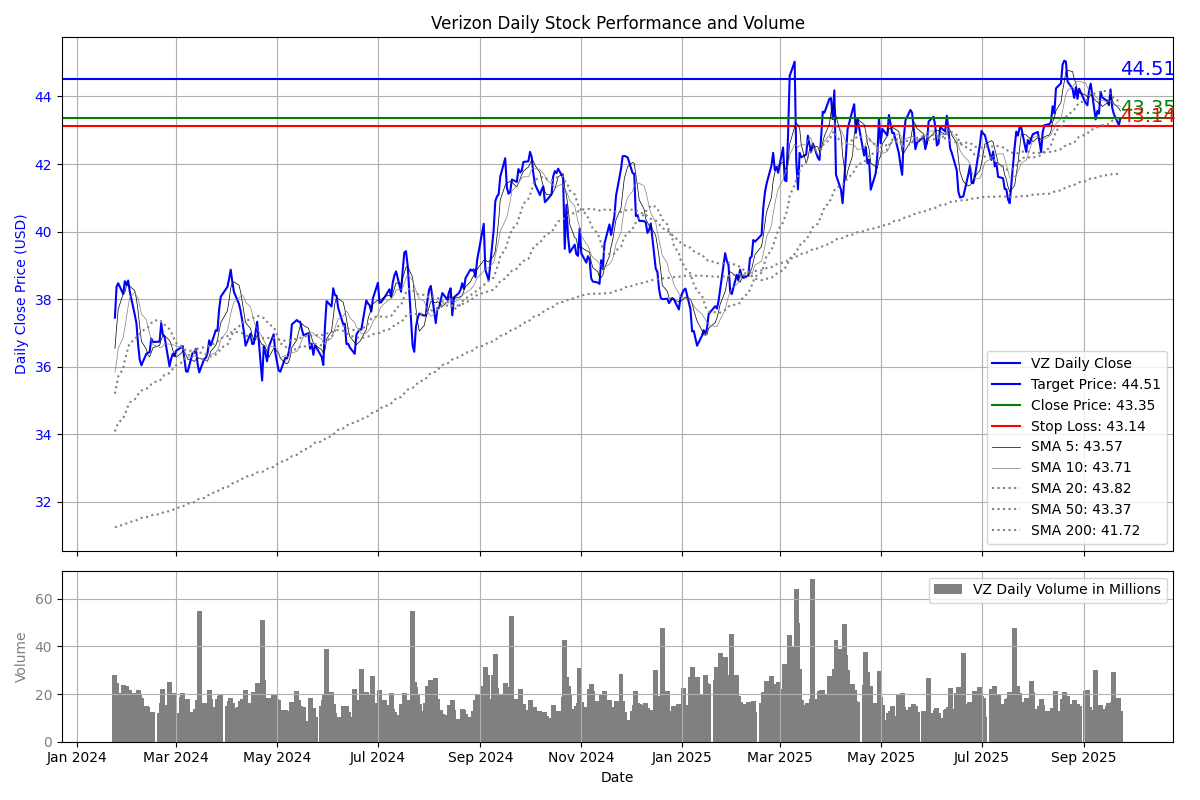 Verizon Daily Stock Performance and Volume
Daily Close Price (USD)
44
42
40
38
36
34
32
44.51
43.35
43.14
VZ Daily Close
Target Price: 44.51
Close Price: 43.35
Stop Loss: 43.14
SMA 5: 43.57
SMA 10: 43.71
SMA 20: 43.82
SMA 50: 43.37
SMA 200: 41.72
Volume
60
40
20
0
VZ Daily Volume in Millions
Jan 2024 Mar 2024 May 2024 Jul 2024 Sep 2024 Nov 2024 Jan 2025 Mar 2025 May 2025 Jul 2025 Sep 2025
Date